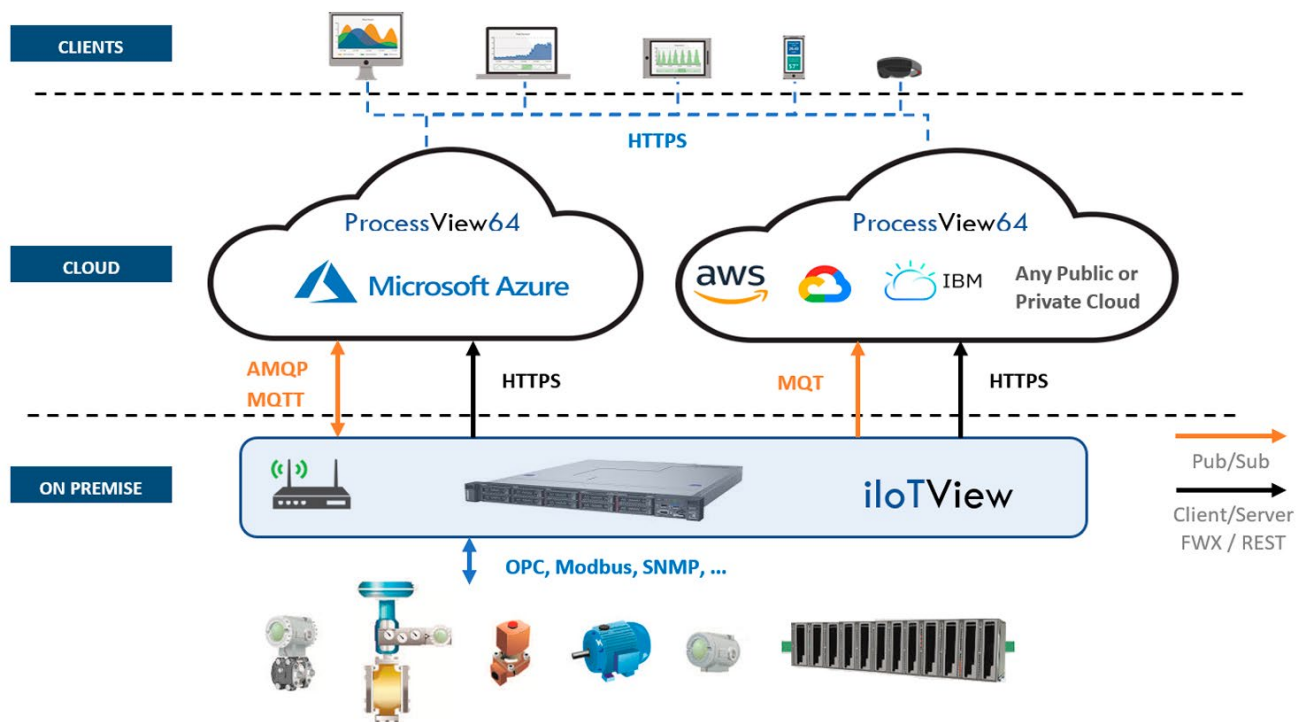 CLIENTS
HTTPS
ProcessView64
Microsoft Azure
ProcessView64
aws
IBM
Any Public or
Private Cloud
CLOUD
AMQP
MQTT
HTTPS
MQT
HTTPS
ON PREMISE
iIoTView
Pub/Sub
Client/Server
FWX / REST
OPC, Modbus, SNMP, ...